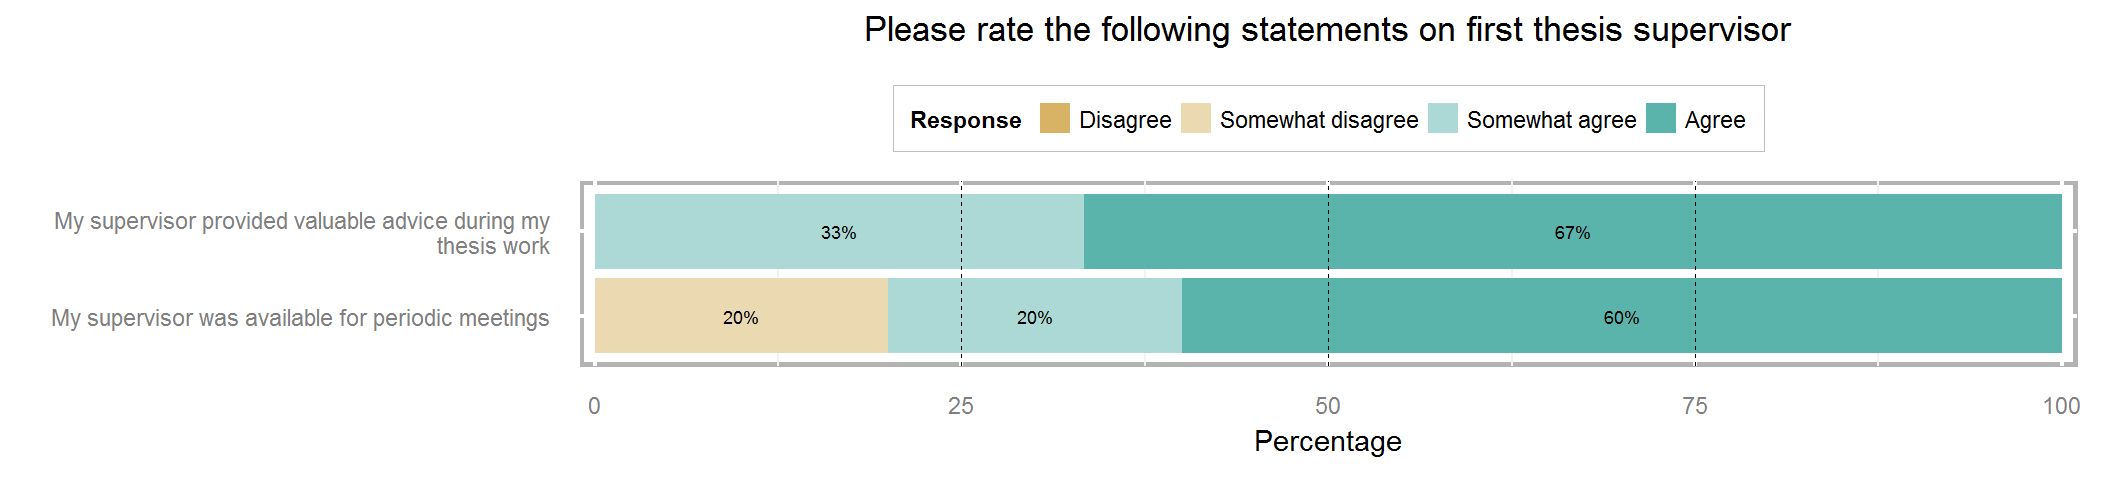 Please rate the following statements on first thesis supervisor
Response Disagree Somewhat disagree Somewhat agree Agree
My supervisor provided valuable advice during my
thesis work
33% 67%
My supervisor was available for periodic meetings
20% 20% 60%
0 25 50 75 100
Percentage